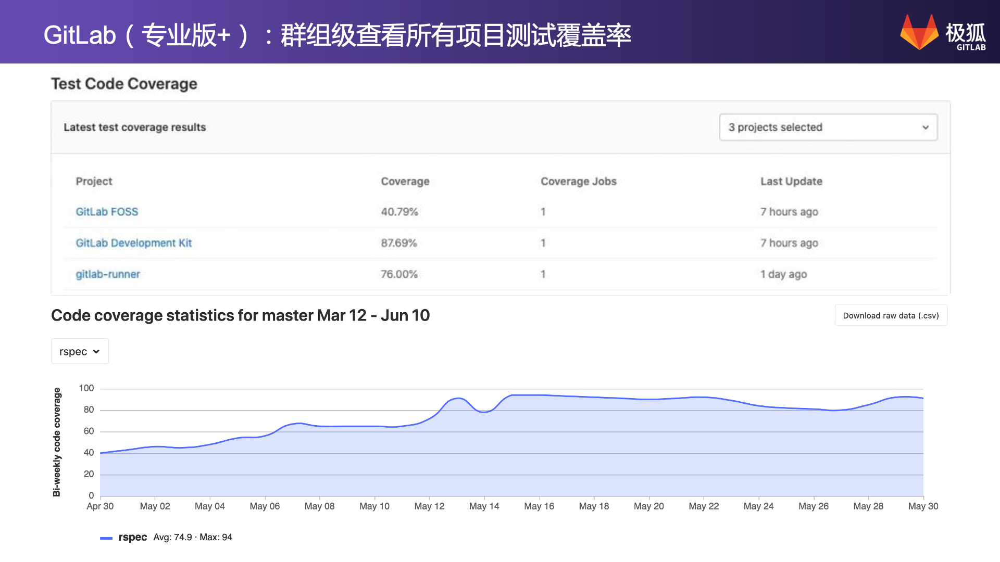 GitLab（专业版+）：群组级查看所有项目测试覆盖率
极狐
GITLAB
Test Code Coverage
Latest test coverage results
3 projects selected
Project Coverage Coverage Jobs Last Update
GitLab FOSS 40.79% 1 7 hours ago
GitLab Development Kit 87.69% 1 7 hours ago
gitlab-runner 76.00% 1 1 day ago
Code coverage statistics for master Mar 12 - Jun 10
Download raw data (.csv)
rspec
Bi-weekly code coverage
100
80
60
40
20
0
Apr 30 May 02 May 04 May 06 May 08 May 10 May 12 May 14 May 16 May 18 May 20 May 22 May 24 May 26 May 28 May 30
rspec Avg: 74.9 · Max: 94